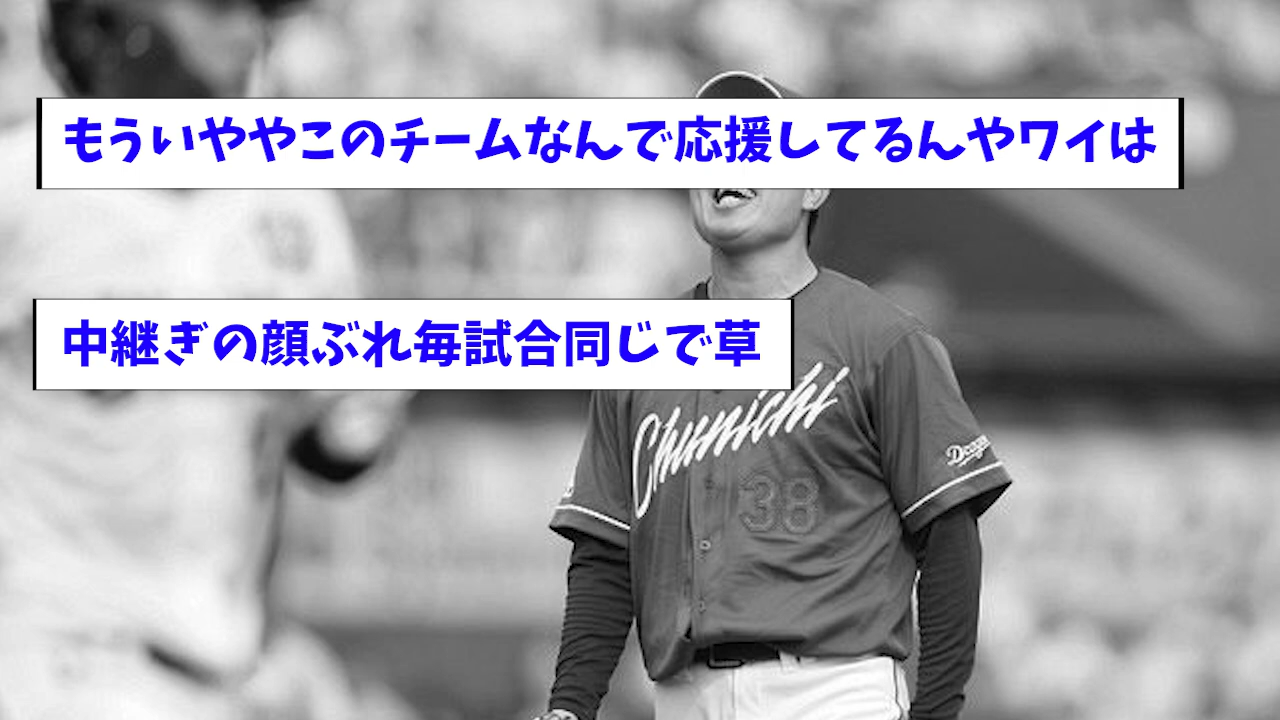 もういややこのチームなんで応援してるんやワイは
中継ぎの顔ぶれ毎試合同じで草
Chunichi
Dragons
38